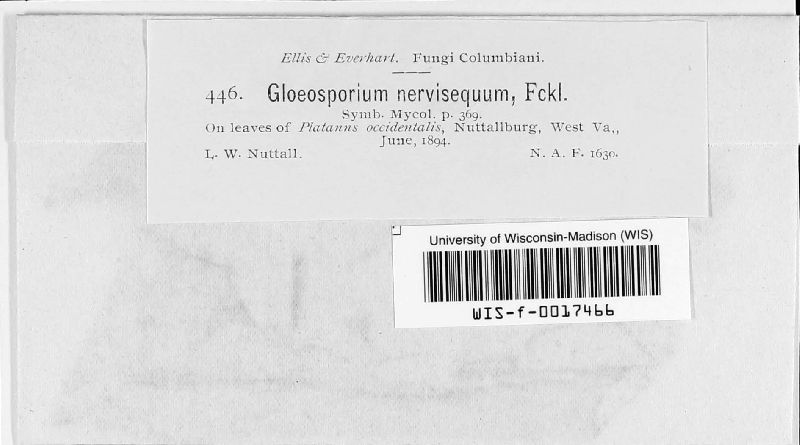 Ellis & Everhart. Fungi Columbiani.
446. Gloeosporium nervisequum, Fckl.
Symb. Mycol. p. 369.
On leaves of Platanus occidentalis, Nuttallburg, West Va,,
June, 1894.
L. W. Nuttall. N. A. F. 1630.
University of Wisconsin-Madison (WIS)
WIS-f-0017466